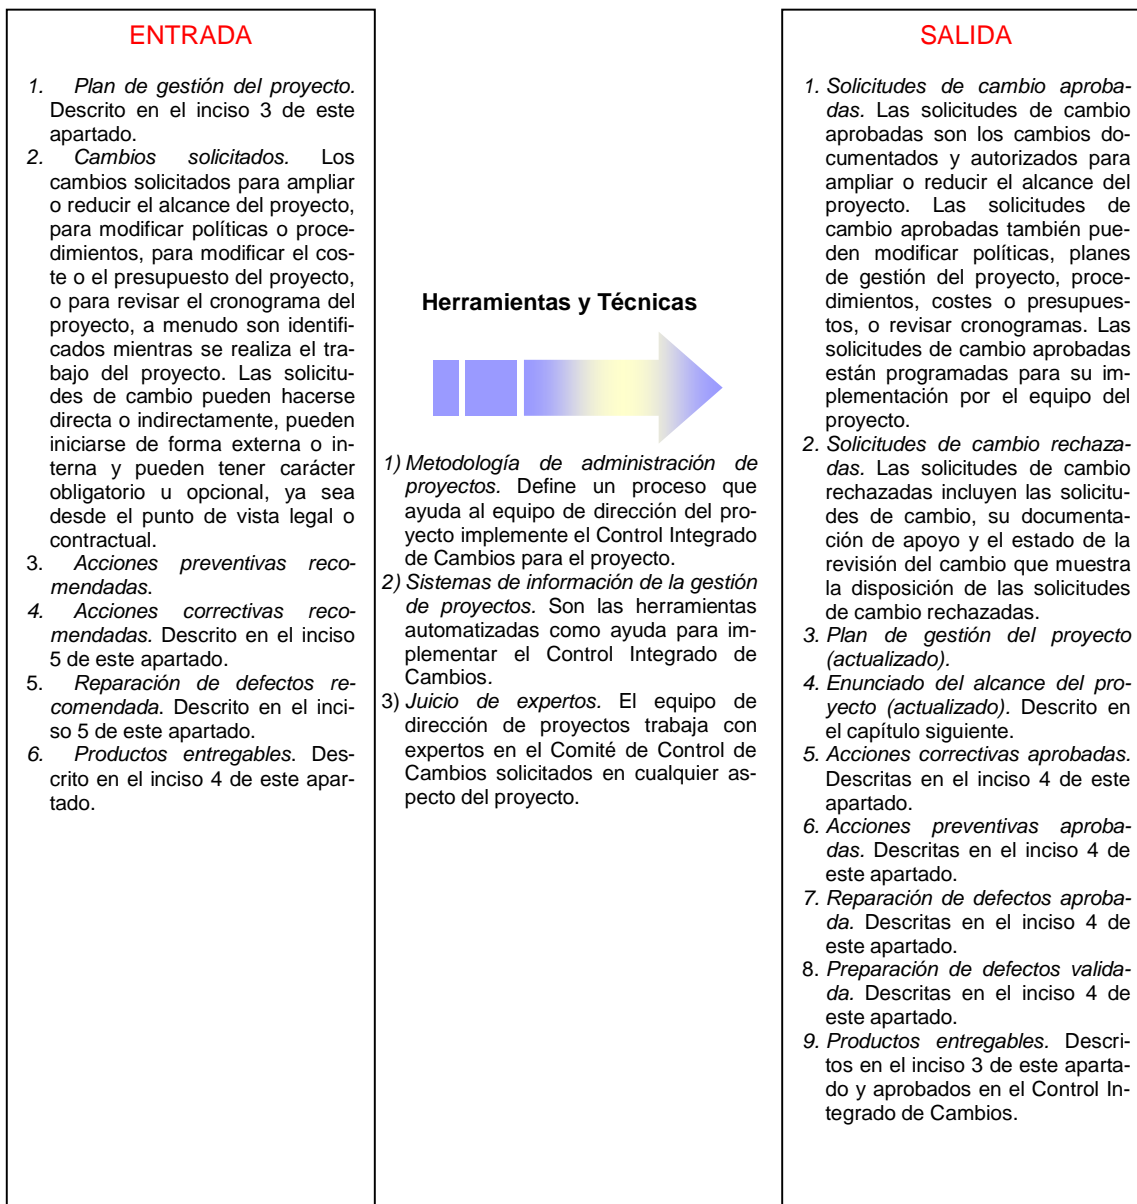 ENTRADA
1. Plan de gestión del proyecto.
Descrito en el inciso 3 de este
apartado.
2. Cambios solicitados. Los
cambios solicitados para ampliar
o reducir el alcance del proyecto,
para modificar políticas o proce-
dimientos, para modificar el cos-
te o el presupuesto del proyecto,
o para revisar el cronograma del
proyecto, a menudo son identifi-
cados mientras se realiza el tra-
bajo del proyecto. Las solicitu-
des de cambio pueden hacerse
directa o indirectamente, pueden
iniciarse de forma externa o in-
terna y pueden tener carácter
obligatorio u opcional, ya sea
desde el punto de vista legal o
contractual.
3. Acciones preventivas reco-
mendadas.
4. Acciones correctivas reco-
mendadas. Descrito en el inciso
5 de este apartado.
5. Reparación de defectos re-
comendada. Descrito en el inci-
so 5 de este apartado.
6. Productos entregables. Des-
crito en el inciso 4 de este apar-
tado.
Herramientas y Técnicas
1) Metodología de administración de
proyectos. Define un proceso que
ayuda al equipo de dirección del pro-
yecto implemente el Control Integrado
de Cambios para el proyecto.
2) Sistemas de información de la gestión
de proyectos. Son las herramientas
automatizadas como ayuda para im-
plementar el Control Integrado de
Cambios.
3) Juicio de expertos. El equipo de
dirección de proyectos trabaja con
expertos en el Comité de Control de
Cambios solicitados en cualquier as-
pecto del proyecto.
SALIDA
1. Solicitudes de cambio aproba-
das. Las solicitudes de cambio
aprobadas son los cambios do-
cumentados y autorizados para
ampliar o reducir el alcance del
proyecto. Las solicitudes de
cambio aprobadas también pue-
den modificar políticas, planes
de gestión del proyecto, proce-
dimientos, costes o presupues-
tos, o revisar cronogramas. Las
solicitudes de cambio aprobadas
están programadas para su im-
plementación por el equipo del
proyecto.
2. Solicitudes de cambio rechaza-
das. Las solicitudes de cambio
rechazadas incluyen las solicitu-
des de cambio, su documenta-
ción de apoyo y el estado de la
revisión del cambio que muestra
la disposición de las solicitudes
de cambio rechazadas.
3. Plan de gestión del proyecto
(actualizado).
4. Enunciado del alcance del pro-
yecto (actualizado). Descrito en
el capítulo siguiente.
5. Acciones correctivas aprobadas.
Descritas en el inciso 4 de este
apartado.
6. Acciones preventivas aproba-
das. Descritas en el inciso 4 de
este apartado.
7. Reparación de defectos aproba-
da. Descritas en el inciso 4 de
este apartado.
8. Preparación de defectos valida-
da. Descritas en el inciso 4 de
este apartado.
9. Productos entregables. Descri-
tos en el inciso 3 de este aparta-
do y aprobados en el Control In-
tegrado de Cambios.